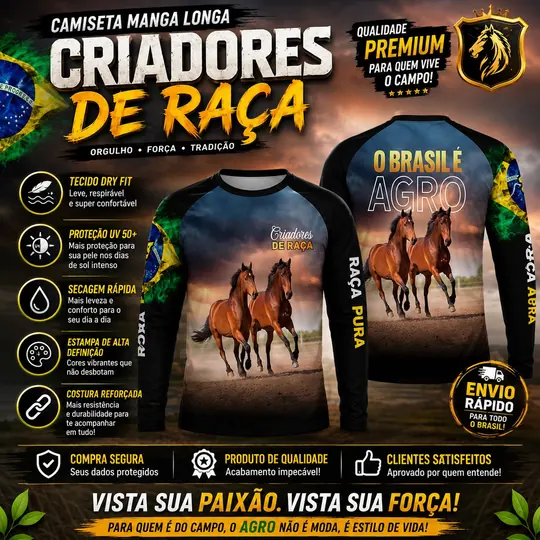 CAMISETA MANGA LONGA
CRIADORES
DE RAÇA
ORGULHO • FORÇA • TRADIÇÃO
QUALIDADE
PREMIUM
PARA QUEM VIVE
O CAMPO!
TECIDO DRY FIT
Leve, respirável
e super confortável
PROTEÇÃO UV 50+
Mais proteção para
sua pele nos dias
de sol intenso
SECAGEM RÁPIDA
Mais leveza e
conforto para o
seu dia a dia
ESTAMPA DE ALTA
DEFINIÇÃO
Cores vibrantes que
não desbotam
COSTURA REFORÇADA
Mais resistência
e durabilidade para
te acompanhar
em tudo!
Criadores
DE RAÇA
RAÇA PURA
O BRASIL É
AGRO
ENVIO
RÁPIDO
PARA TODO
O BRASIL!
COMPRA SEGURA
Seus dados protegidos
PRODUTO DE QUALIDADE
Acabamento impecável!
CLIENTES SATISFEITOS
Aprovado por quem entende!
VISTA SUA PAIXÃO. VISTA SUA FORÇA!
PARA QUEM É DO CAMPO, O AGRO NÃO É MODA, É ESTILO DE VIDA!